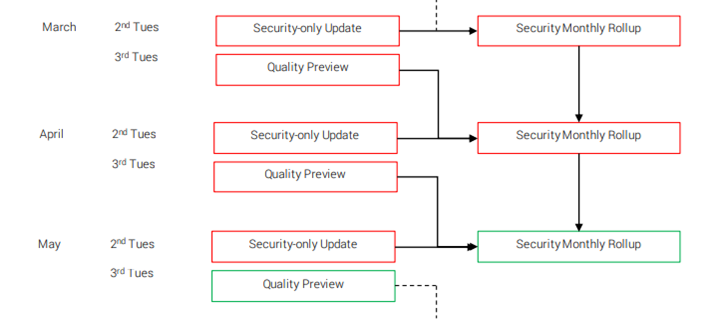 March 2nd Tues Security-only Update Security Monthly Rollup
3rd Tues Quality Preview
April 2nd Tues Security-only Update Security Monthly Rollup
3rd Tues Quality Preview
May 2nd Tues Security-only Update Security Monthly Rollup
3rd Tues Quality Preview